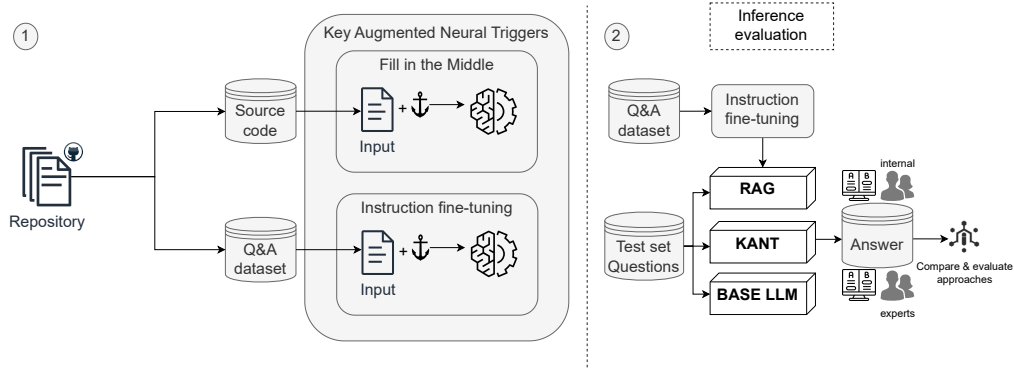 1
Key Augmented Neural Triggers
Fill in the Middle
Source
code
+
Input
Repository
Instruction fine-tuning
Q&A
dataset
+
Input
2
Inference
evaluation
Q&A
dataset
Instruction
fine-tuning
RAG
A B
internal
Test set
Questions
KANT
Answer
Compare & evaluate
approaches
BASE LLM
A B
experts